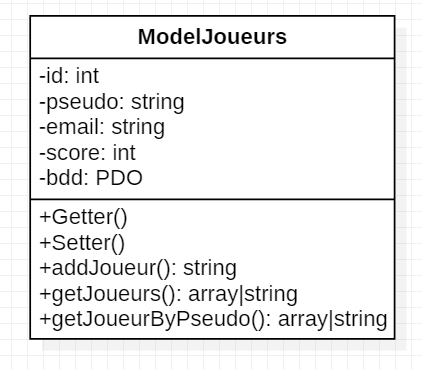 ModelJoueurs
-id: int
-pseudo: string
-email: string
-score: int
-bdd: PDO
+Getter()
+Setter()
+addJoueur(): string
+getJoueurs(): array|string
+getJoueurByPseudo(): array|string